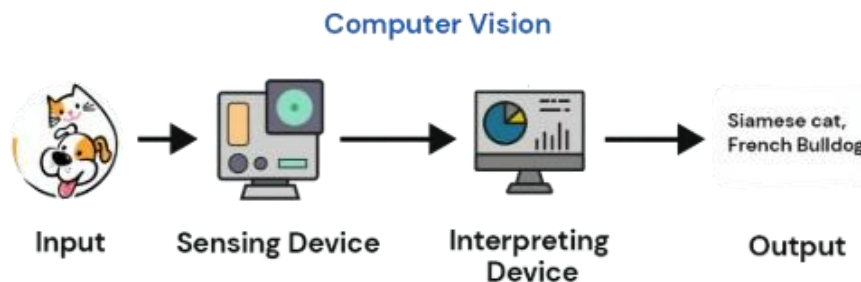 Computer Vision
Siamese cat,
French Bulldog
Input
Sensing Device
Interpreting
Device
Output